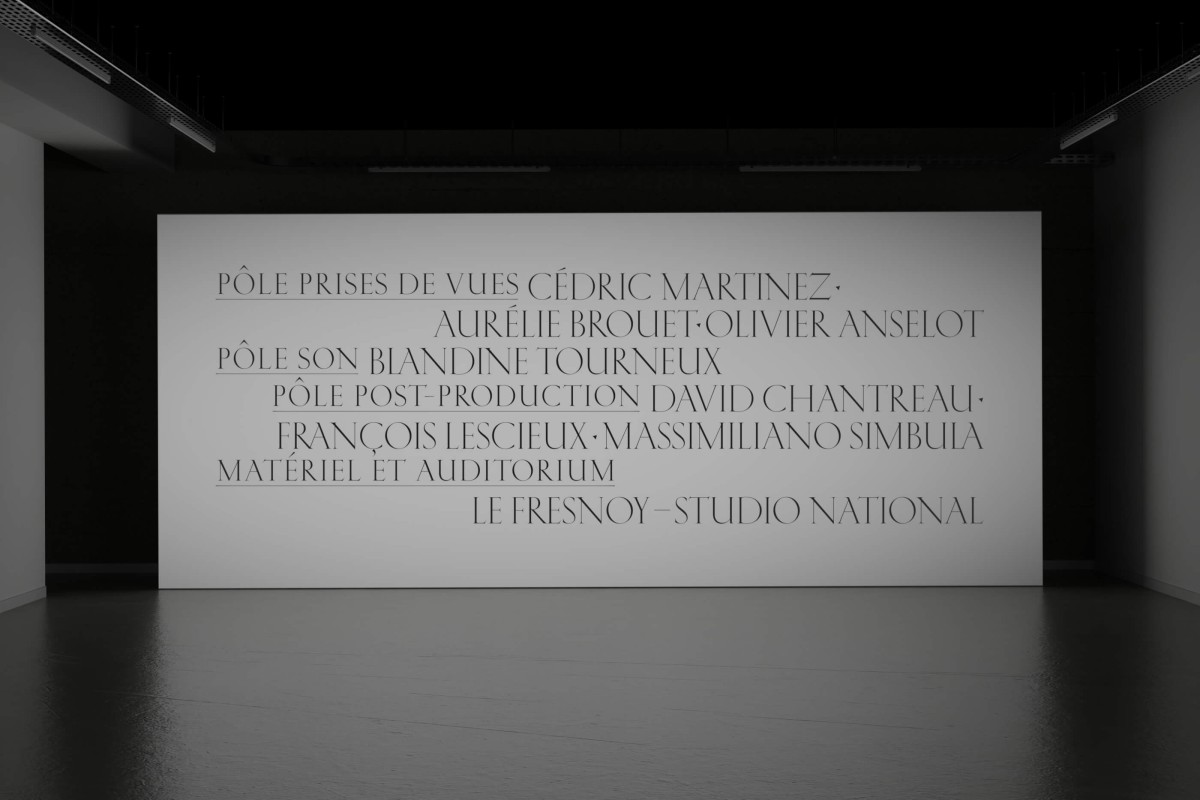 PÔLE PRISES DE VUES CÉDRIC MARTINEZ·
AURÉLIE BROUET·OLIVIER ANSELOT
PÔLE SON BLANDINE TOURNEUX
PÔLE POST-PRODUCTION DAVID CHANTREAU·
FRANÇOIS LESCIEUX·MASSIMILIANO SIMBULA
MATÉRIEL ET AUDITORIUM
LE FRESNOY–STUDIO NATIONAL